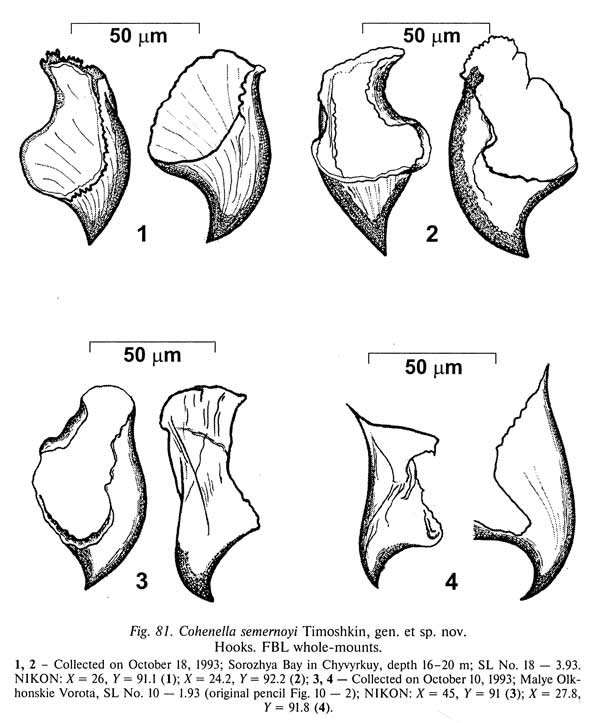 50 μm
50 μm
1
2
50 μm
50 μm
3
4
Fig. 81. Cohenella semernoyi Timoshkin, gen. et sp. nov.
Hooks. FBL whole-mounts.
1, 2 – Collected on October 18, 1993; Sorozhya Bay in Chyvyrkuy, depth 16–20 m; SL No. 18 — 3.93.
NIKON: X = 26, Y = 91.1 (1); X = 24.2, Y = 92.2 (2); 3, 4 — Collected on October 10, 1993; Malye Olk-
honskie Vorota, SL No. 10 — 1.93 (original pencil Fig. 10 — 2); NIKON: X = 45, Y = 91 (3); X = 27.8,
Y = 91.8 (4).